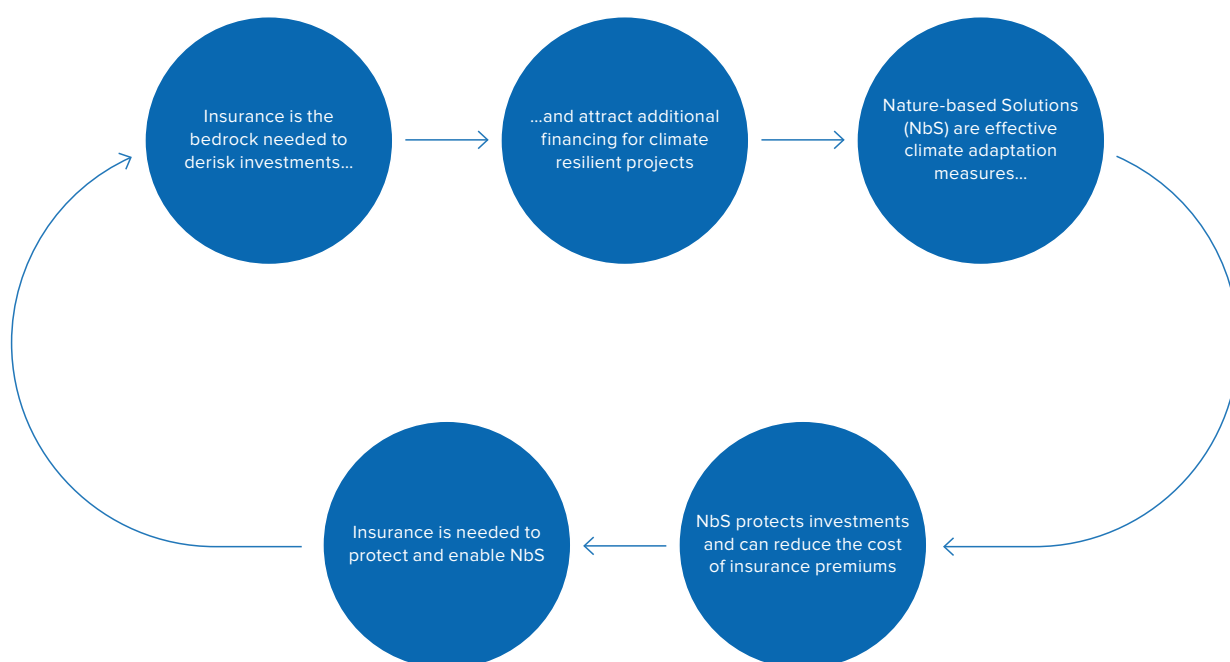 Insurance is the
bedrock needed to
derisk investments...
...and attract additional
financing for climate
resilient projects
Nature-based Solutions
(NbS) are effective
climate adaptation
measures...
NbS protects investments
and can reduce the cost
of insurance premiums
Insurance is needed to
protect and enable NbS